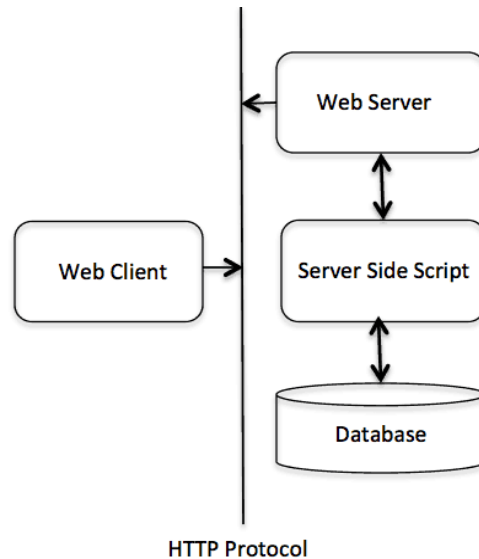 Web Server
Web Client
Server Side Script
Database
HTTP Protocol